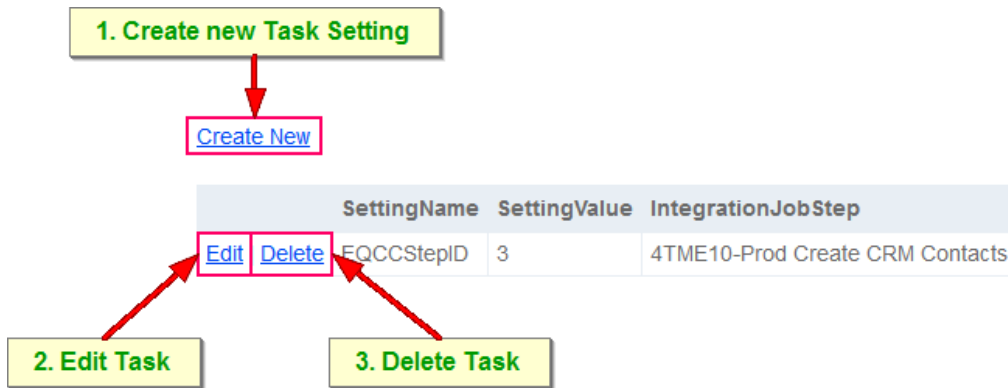 1. Create new Task Setting
Create New
SettingName SettingValue IntegrationJobStep
Edit Delete EQCCStepID 3 4TME10-Prod Create CRM Contacts
2. Edit Task 3. Delete Task